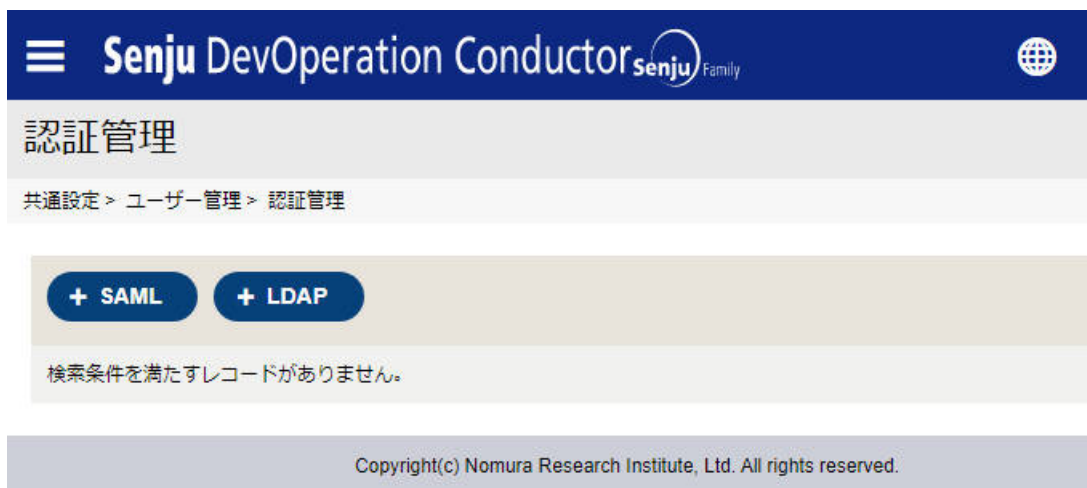 Senju DevOperation Conductor Senju Family
認証管理
共通設定 > ユーザー管理 > 認証管理
+ SAML + LDAP
検索条件を満たすレコードがありません。
Copyright(c) Nomura Research Institute, Ltd. All rights reserved.